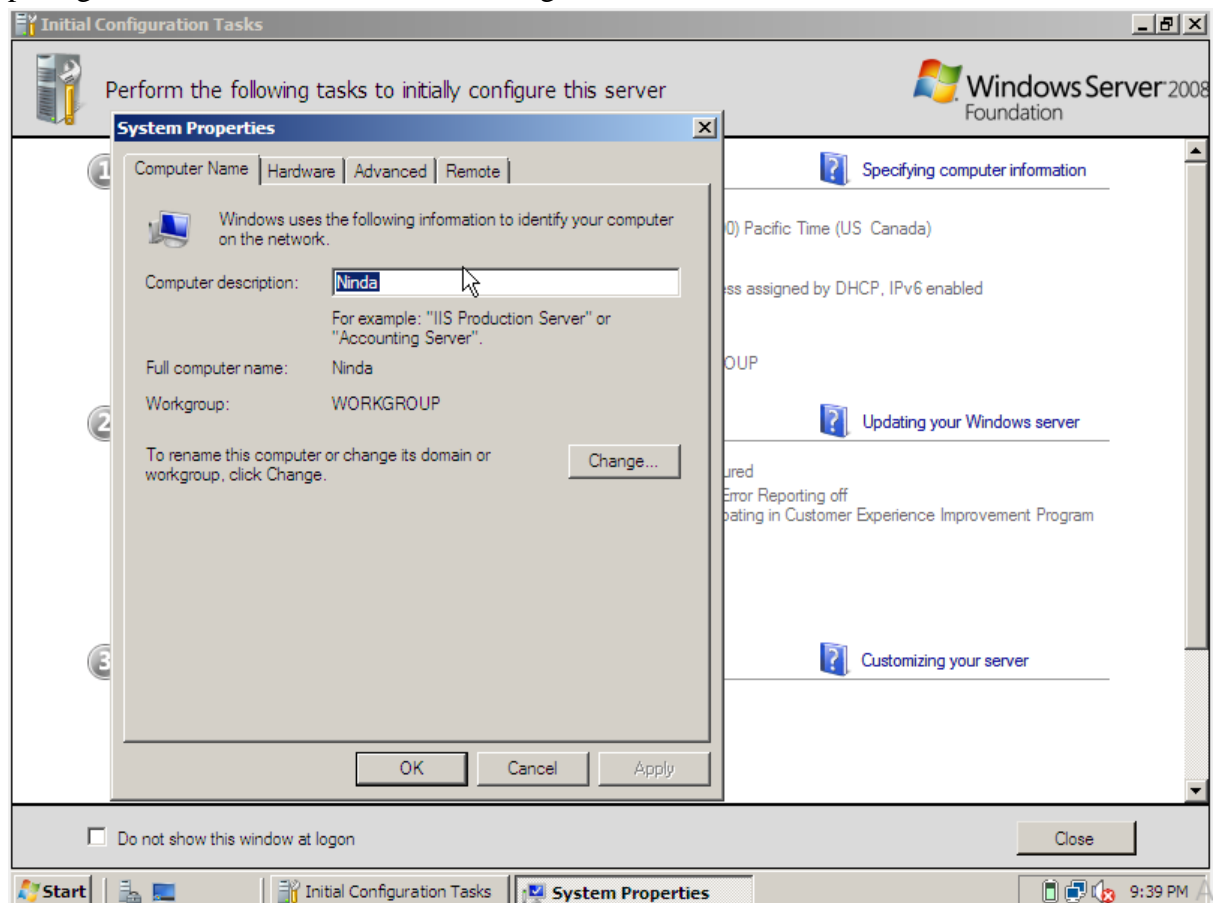 Initial Configuration Tasks
Perform the following tasks to initially configure this server
Windows Server 2008
Foundation
System Properties
Computer Name Hardware Advanced Remote
Windows uses the following information to identify your computer
on the network.
Computer description: Ninda
For example: "IIS Production Server" or
"Accounting Server".
Full computer name: Ninda
Workgroup: WORKGROUP
To rename this computer or change its domain or
workgroup, click Change.
Change...
OK Cancel Apply
1
Specifying computer information
0) Pacific Time (US Canada)
ess assigned by DHCP, IPv6 enabled
OUP
2
Updating your Windows server
ured
Error Reporting off
pating in Customer Experience Improvement Program
3
Customizing your server
Do not show this window at logon
Close
Start Initial Configuration Tasks System Properties 9:39 PM